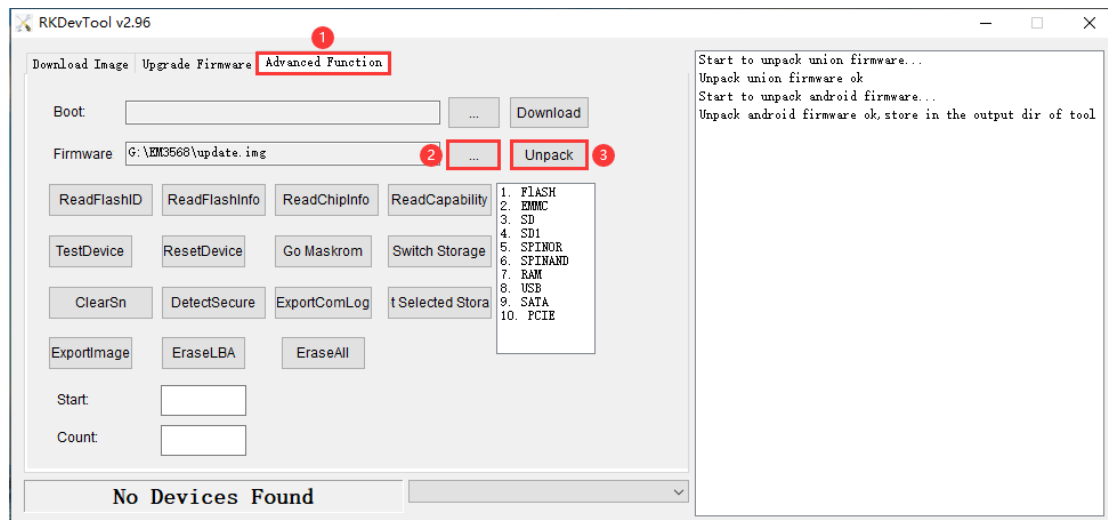 RKDevTool v2.96
1
Download Image Upgrade Firmware Advanced Function
Boot: ... Download
Firmware G:\EM3568\update.img 2 ... Unpack 3
ReadFlashID ReadFlashInfo ReadChipInfo ReadCapability
TestDevice ResetDevice Go Maskrom Switch Storage
ClearSn DetectSecure ExportComLog t Selected Stora
ExportImage EraseLBA EraseAll
1. FlASH
2. EMMC
3. SD
4. SD1
5. SPINOR
6. SPINAND
7. RAM
8. USB
9. SATA
10. PCIE
Start:
Count:
No Devices Found
Start to unpack union firmware...
Unpack union firmware ok
Start to unpack android firmware...
Unpack android firmware ok,store in the output dir of tool